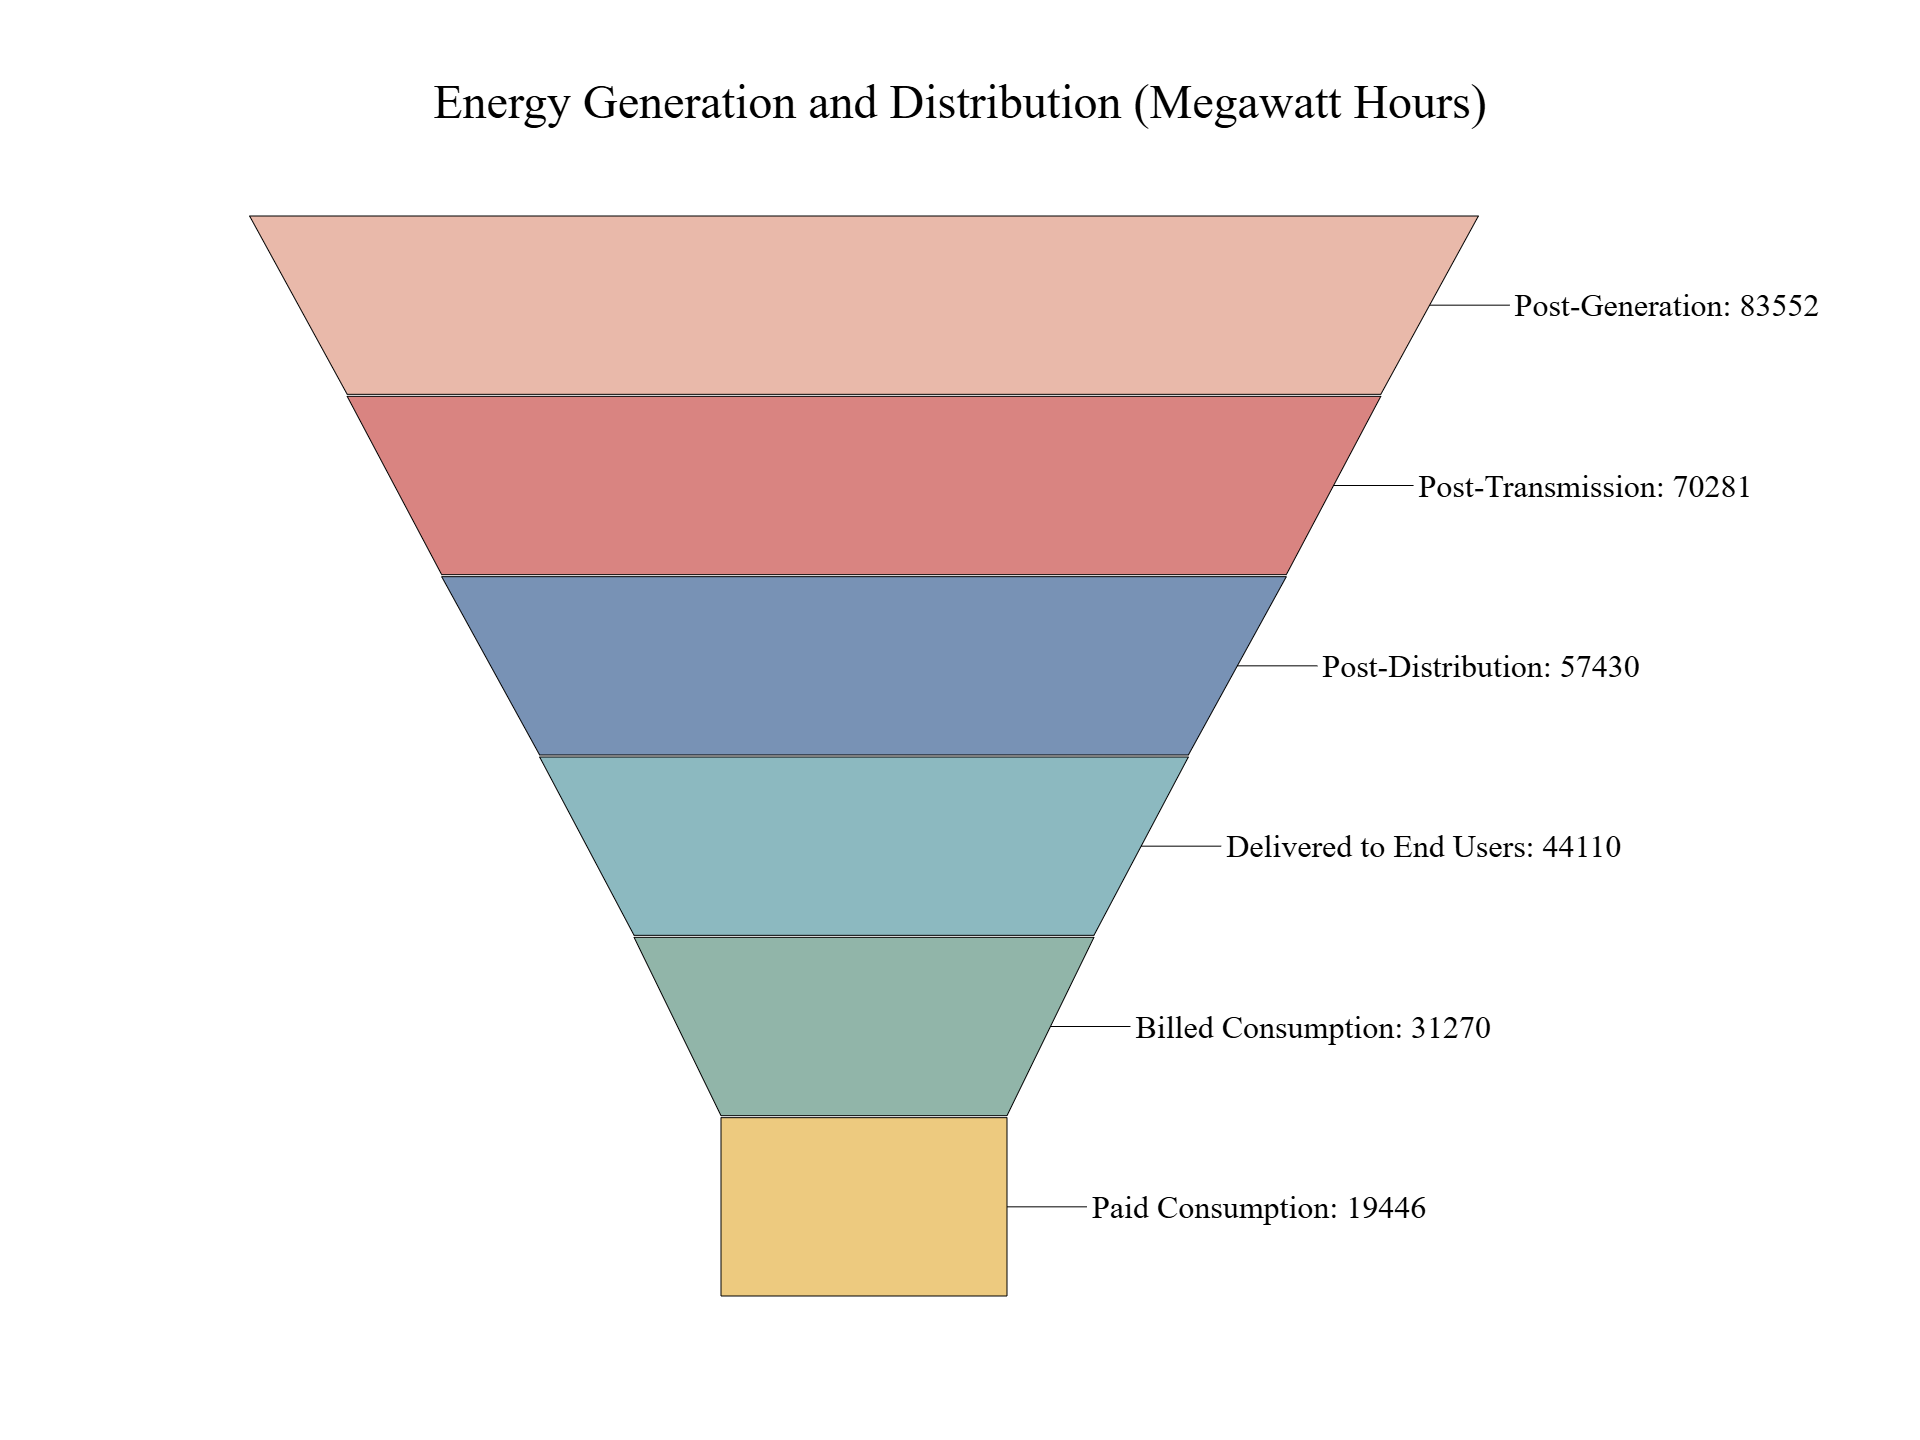 Energy Generation and Distribution (Megawatt Hours)
Post-Generation: 83552
Post-Transmission: 70281
Post-Distribution: 57430
Delivered to End Users: 44110
Billed Consumption: 31270
Paid Consumption: 19446